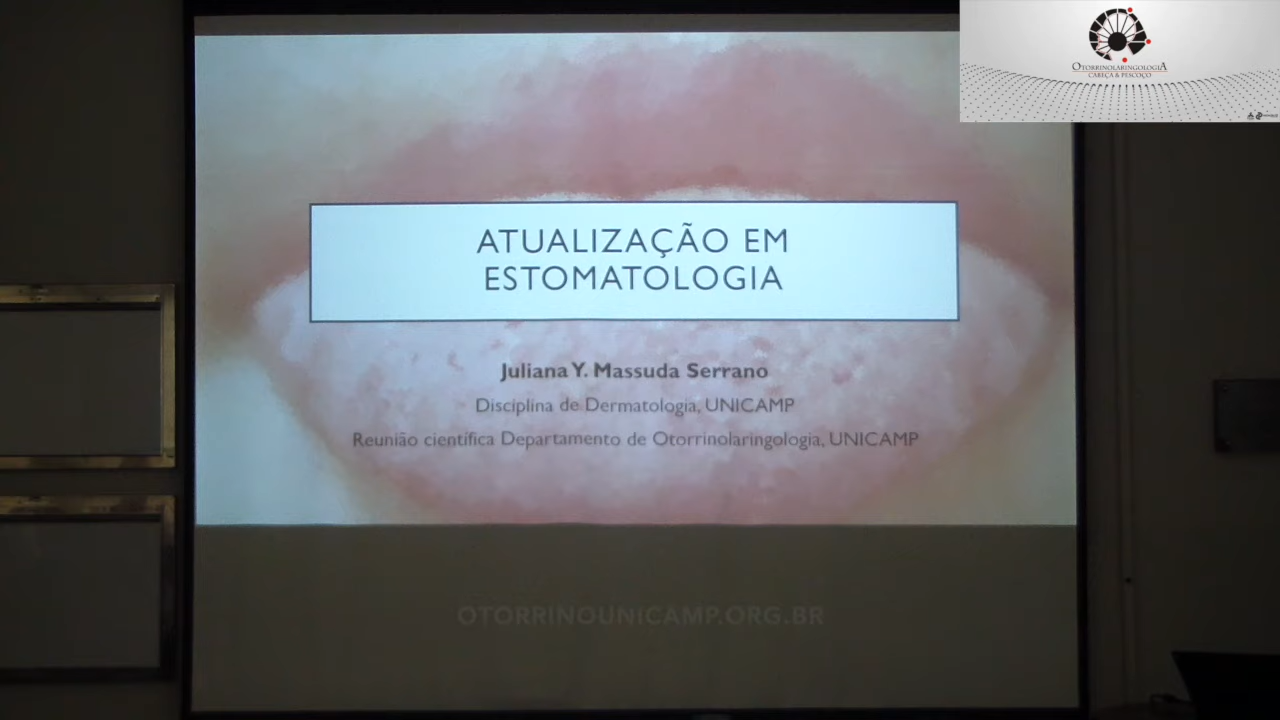 OTORRINOLARINGOLOGIA
CABEÇA & PESCOÇO
ATUALIZAÇÃO EM
ESTOMATOLOGIA
Juliana Y. Massuda Serrano
Disciplina de Dermatologia, UNICAMP
Reunião científica Departamento de Otorrinolaringologia, UNICAMP
OTORRINOUNICAMP.ORG.BR